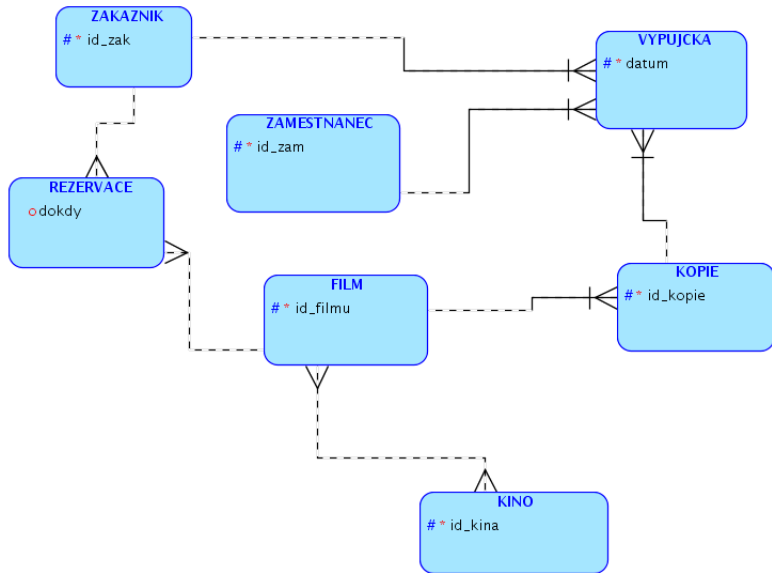 ZAKAZNIK
# * id_zak
VYPUJCKA
# * datum
ZAMESTNANEC
# * id_zam
REZERVACE
o dokdy
KOPIE
# * id_kopie
FILM
# * id_filmu
KINO
# * id_kina